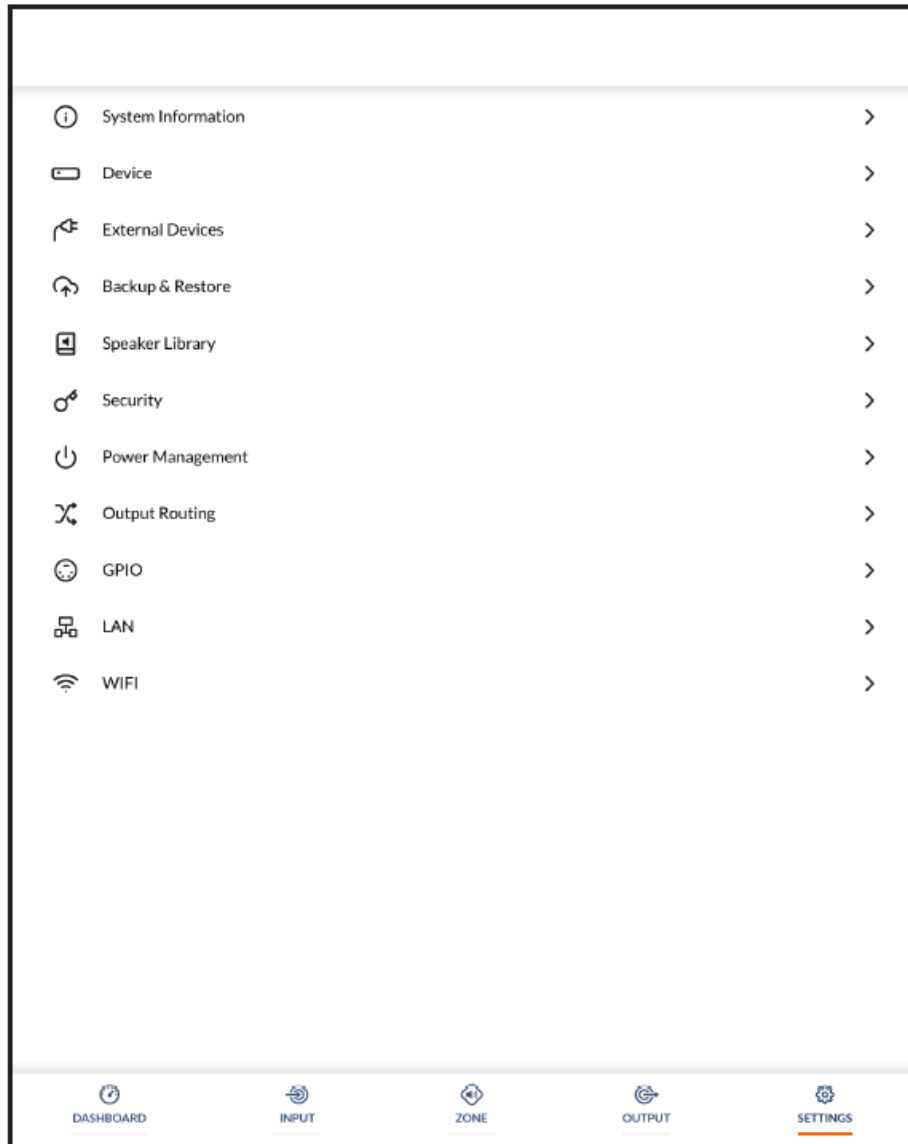 System Information
Device
External Devices
Backup & Restore
Speaker Library
Security
Power Management
Output Routing
GPIO
LAN
WIFI
DASHBOARD INPUT ZONE OUTPUT SETTINGS